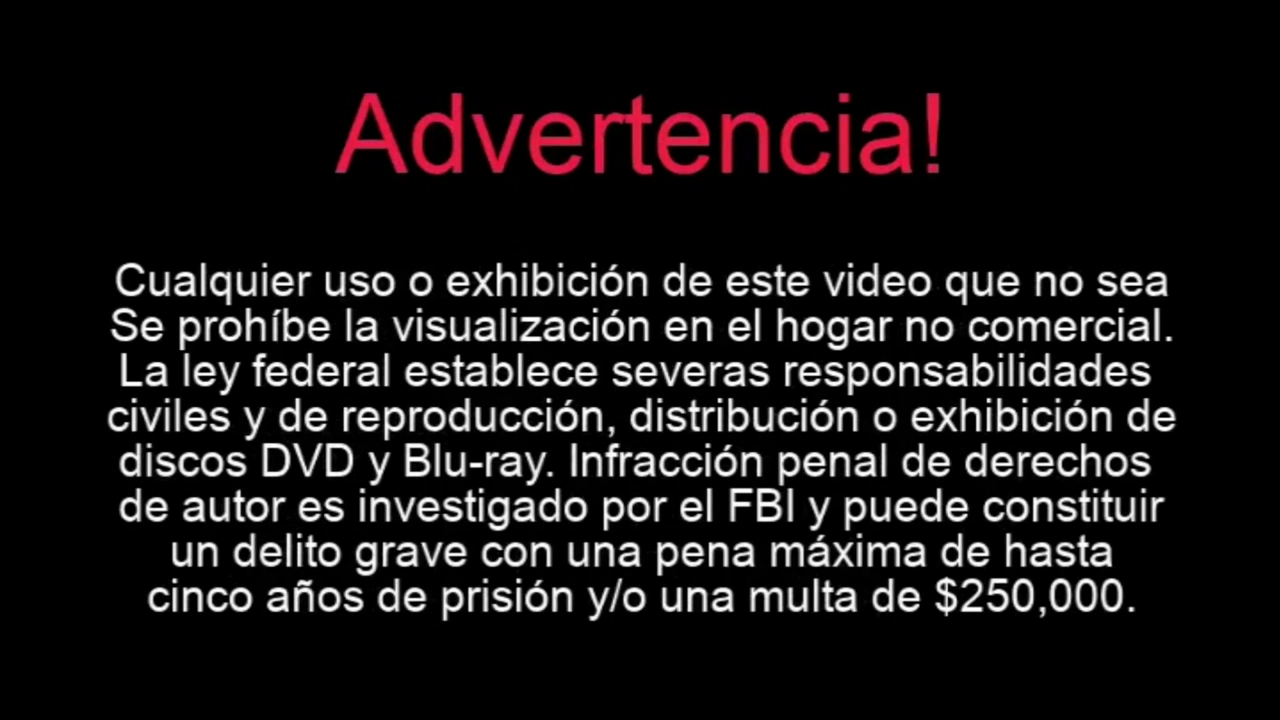 Advertencia!
Cualquier uso o exhibición de este video que no sea
Se prohíbe la visualización en el hogar no comercial.
La ley federal establece severas responsabilidades
civiles y de reproducción, distribución o exhibición de
discos DVD y Blu-ray. Infracción penal de derechos
de autor es investigado por el FBI y puede constituir
un delito grave con una pena máxima de hasta
cinco años de prisión y/o una multa de $250,000.